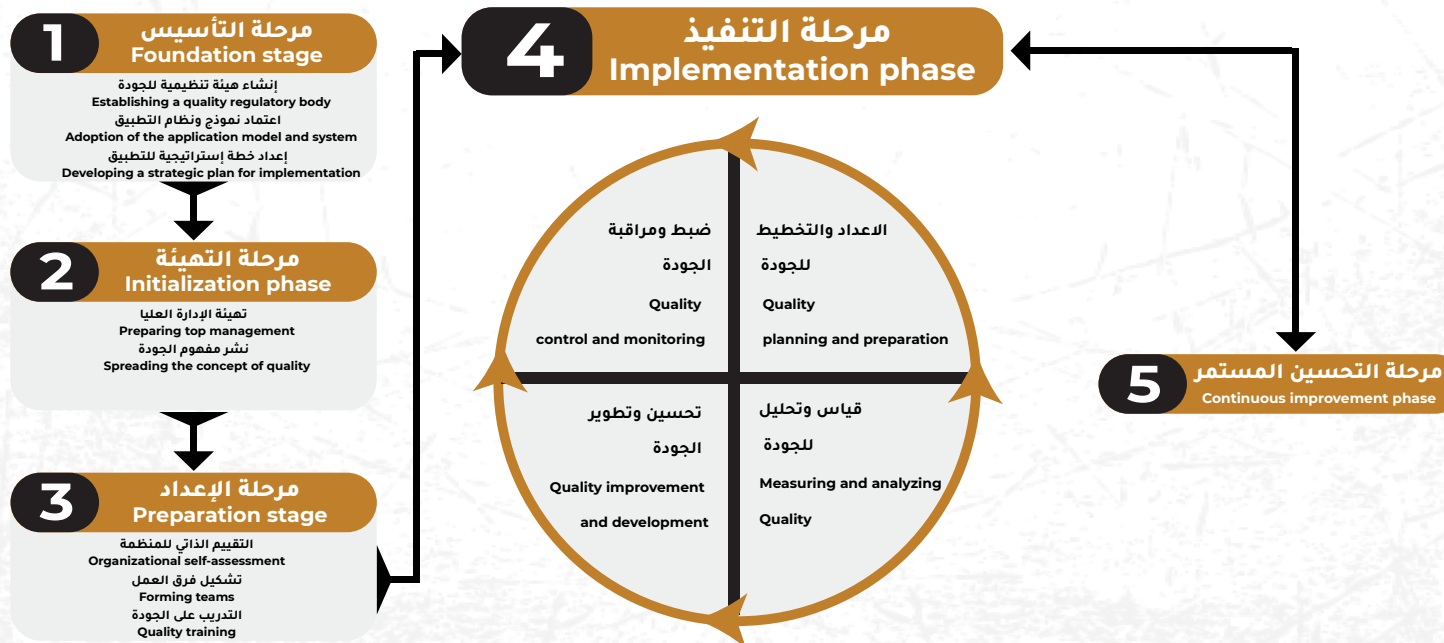 1
مرحلة التأسيس
Foundation stage
إنشاء هيئة تنظيمية للجودة
Establishing a quality regulatory body
اعتماد نموذج ونظام التطبيق
Adoption of the application model and system
إعداد خطة إستراتيجية للتطبيق
Developing a strategic plan for implementation
2
مرحلة التهيئة
Initialization phase
تهيئة الإدارة العليا
Preparing top management
نشر مفهوم الجودة
Spreading the concept of quality
3
مرحلة الإعداد
Preparation stage
التقييم الذاتي للمنظمة
Organizational self-assessment
تشكيل فرق العمل
Forming teams
التدريب على الجودة
Quality training
4
مرحلة التنفيذ
Implementation phase
الاعداد والتخطيط
للجودة
Quality
planning and preparation
ضبط ومراقبة
الجودة
Quality
control and monitoring
قياس وتحليل
للجودة
Measuring and analyzing
Quality
تحسين وتطوير
الجودة
Quality improvement
and development
5
مرحلة التحسين المستمر
Continuous improvement phase